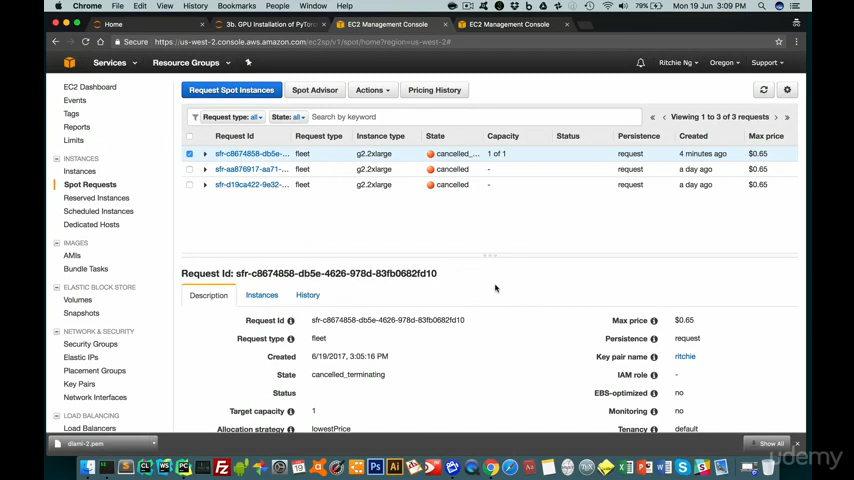 Chrome File Edit View History Bookmarks People Window Help 79% Mon 19 Jun 3:09 PM
Home 3b. GPU Installation of PyTorc EC2 Management Console EC2 Management Console
Secure https://us-west-2.console.aws.amazon.com/ec2sp/v1/spot/home?region=us-west-2#
Services Resource Groups Ritchie Ng Oregon Support
EC2 Dashboard
Events
Tags
Reports
Limits
INSTANCES
Instances
Spot Requests
Reserved Instances
Scheduled Instances
Dedicated Hosts
IMAGES
AMIs
Bundle Tasks
ELASTIC BLOCK STORE
Volumes
Snapshots
NETWORK & SECURITY
Security Groups
Elastic IPs
Placement Groups
Key Pairs
Network Interfaces
LOAD BALANCING
Load Balancers
Request Spot Instances Spot Advisor Actions Pricing History
Request type: all State: all Search by keyword Viewing 1 to 3 of 3 requests
Request Id Request type Instance type State Capacity Status Persistence Created Max price
sfr-c8674858-db5e-... fleet g2.2xlarge cancelled_... 1 of 1 request 4 minutes ago $0.65
sfr-aa876917-aa71-... fleet g2.2xlarge cancelled - request a day ago $0.65
sfr-d19ca422-9e32-... fleet g2.2xlarge cancelled - request a day ago $0.65
Request Id: sfr-c8674858-db5e-4626-978d-83fb0682fd10
Description Instances History
Request Id sfr-c8674858-db5e-4626-978d-83fb0682fd10 Max price $0.65
Request type fleet Persistence request
Created 6/19/2017, 3:05:16 PM Key pair name ritchie
State cancelled_terminating IAM role -
Status EBS-optimized no
Target capacity 1 Monitoring no
Allocation strategy lowestPrice Tenancy default
dlami-2.pem Show All
udemy